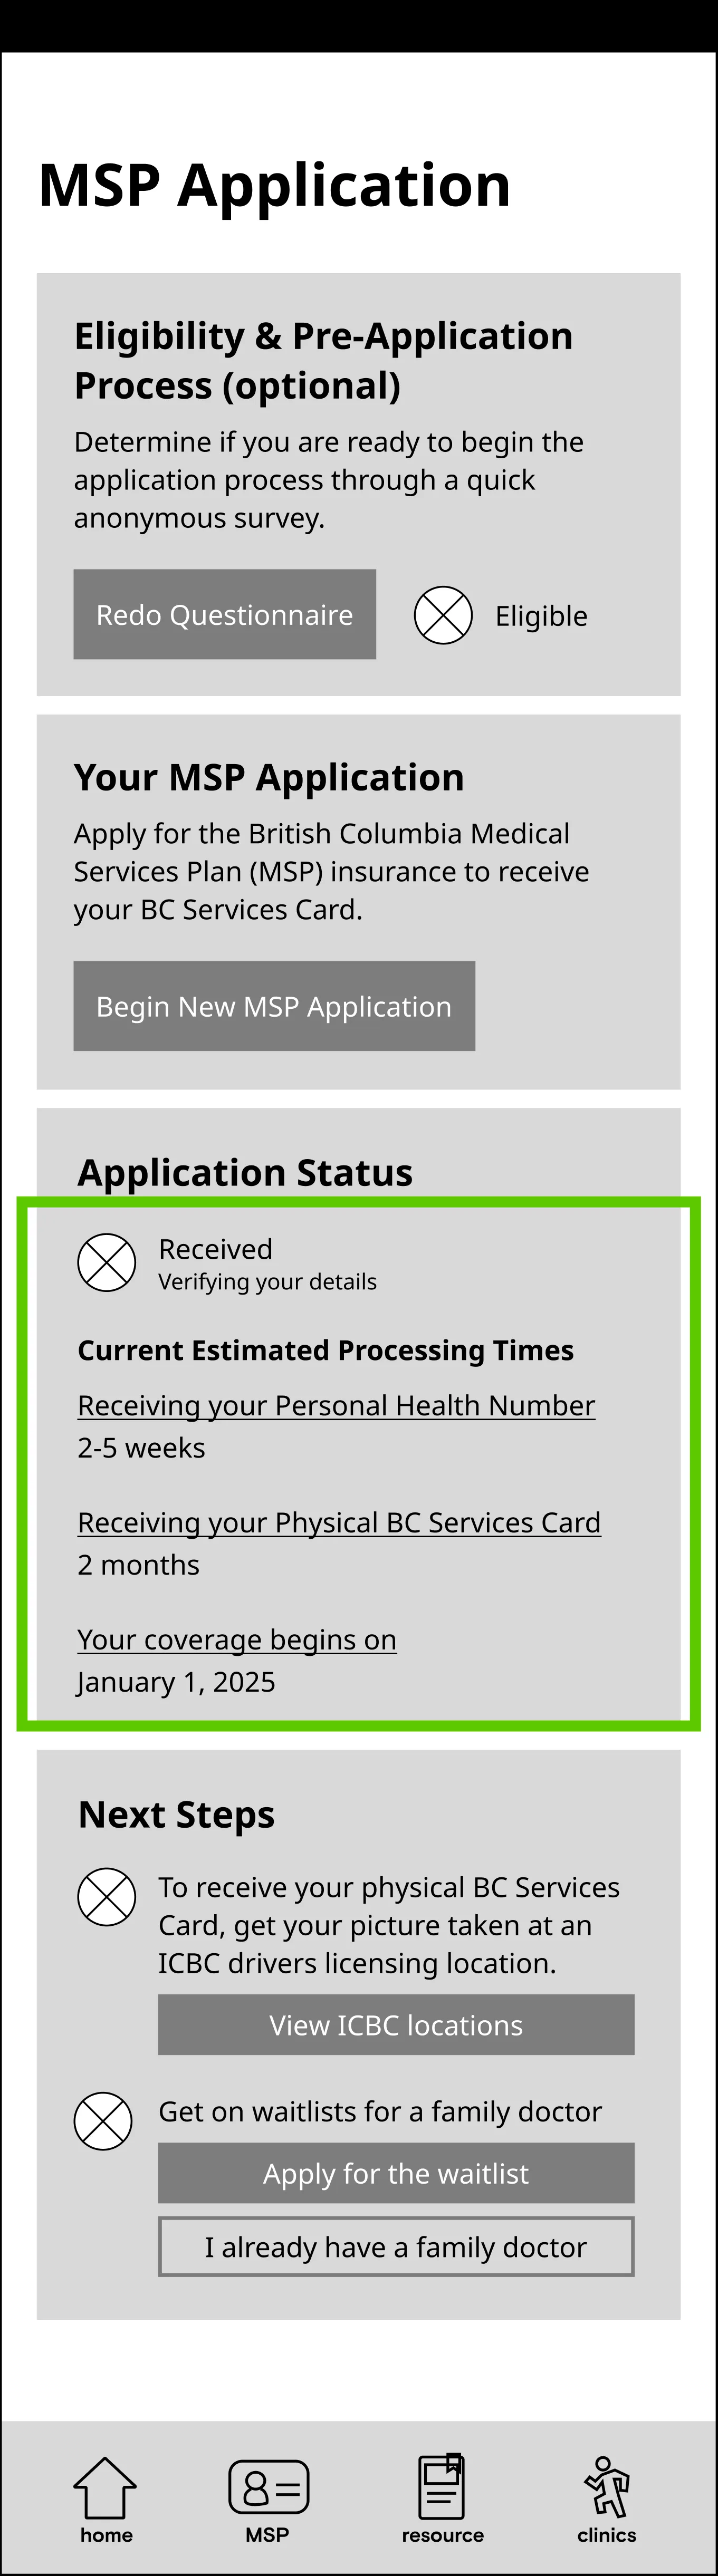 MSP Application
Eligibility & Pre-Application
Process (optional)
Determine if you are ready to begin the
application process through a quick
anonymous survey.
Redo Questionnaire
Eligible
Your MSP Application
Apply for the British Columbia Medical
Services Plan (MSP) insurance to receive
your BC Services Card.
Begin New MSP Application
Application Status
Received
Verifying your details
Current Estimated Processing Times
Receiving your Personal Health Number
2-5 weeks
Receiving your Physical BC Services Card
2 months
Your coverage begins on
January 1, 2025
Next Steps
To receive your physical BC Services
Card, get your picture taken at an
ICBC drivers licensing location.
View ICBC locations
Get on waitlists for a family doctor
Apply for the waitlist
I already have a family doctor
home MSP resource clinics